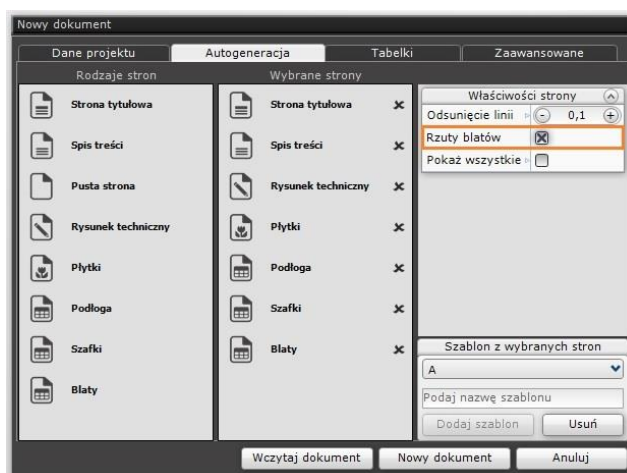 Nowy dokument
Dane projektu
Autogeneracja
Tabelki
Zaawansowane
Rodzaje stron
Strona tytułowa
Spis treści
Pusta strona
Rysunek techniczny
Płytki
Podłoga
Szafki
Blaty
Wybrane strony
Strona tytułowa
Spis treści
Rysunek techniczny
Płytki
Podłoga
Szafki
Blaty
Właściwości strony
Odsunięcie linii - 0,1 +
Rzuty blatów
Pokaż wszystkie
Szablon z wybranych stron
A
Podaj nazwę szablonu
Dodaj szablon Usuń
Wczytaj dokument Nowy dokument Anuluj